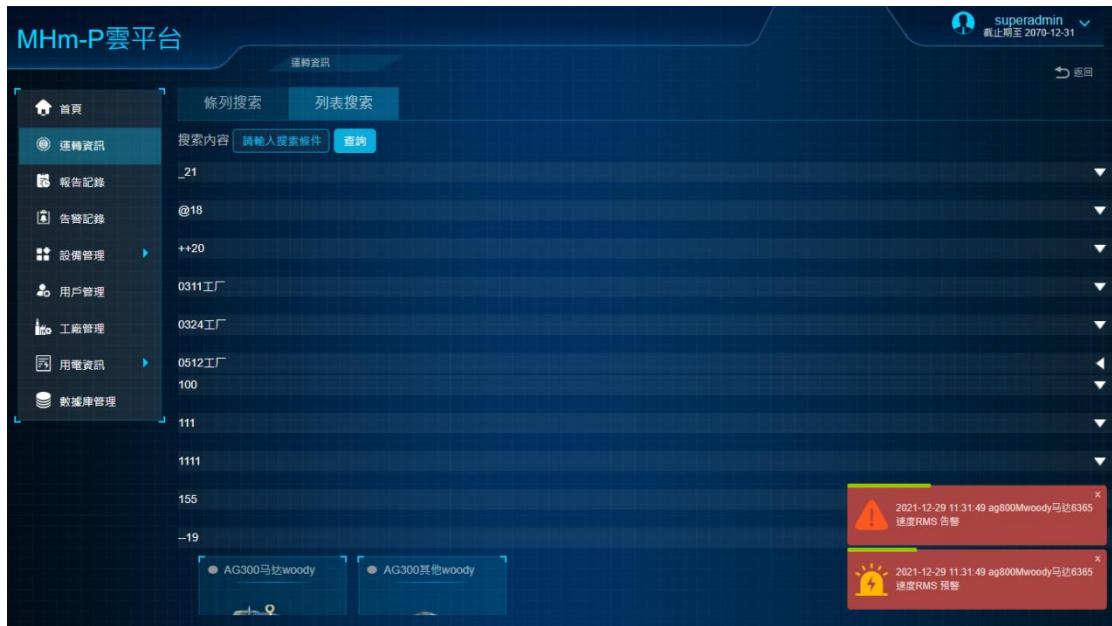 MHm-P雲平台
superadmin
截止期至 2070-12-31
運轉資訊
返回
首頁
運轉資訊
報告記錄
告警記錄
設備管理
用戶管理
工廠管理
用電資訊
數據庫管理
條列搜索
列表搜索
搜索內容 請輸入搜索條件 查詢
_21
@18
++20
0311工厂
0324工厂
0512工厂
100
111
1111
155
--19
AG300马达woody
AG300其他woody
x
2021-12-29 11:31:49 ag800Mwoody马达6365
速度RMS 告警
x
2021-12-29 11:31:49 ag800Mwoody马达6365
速度RMS 預警